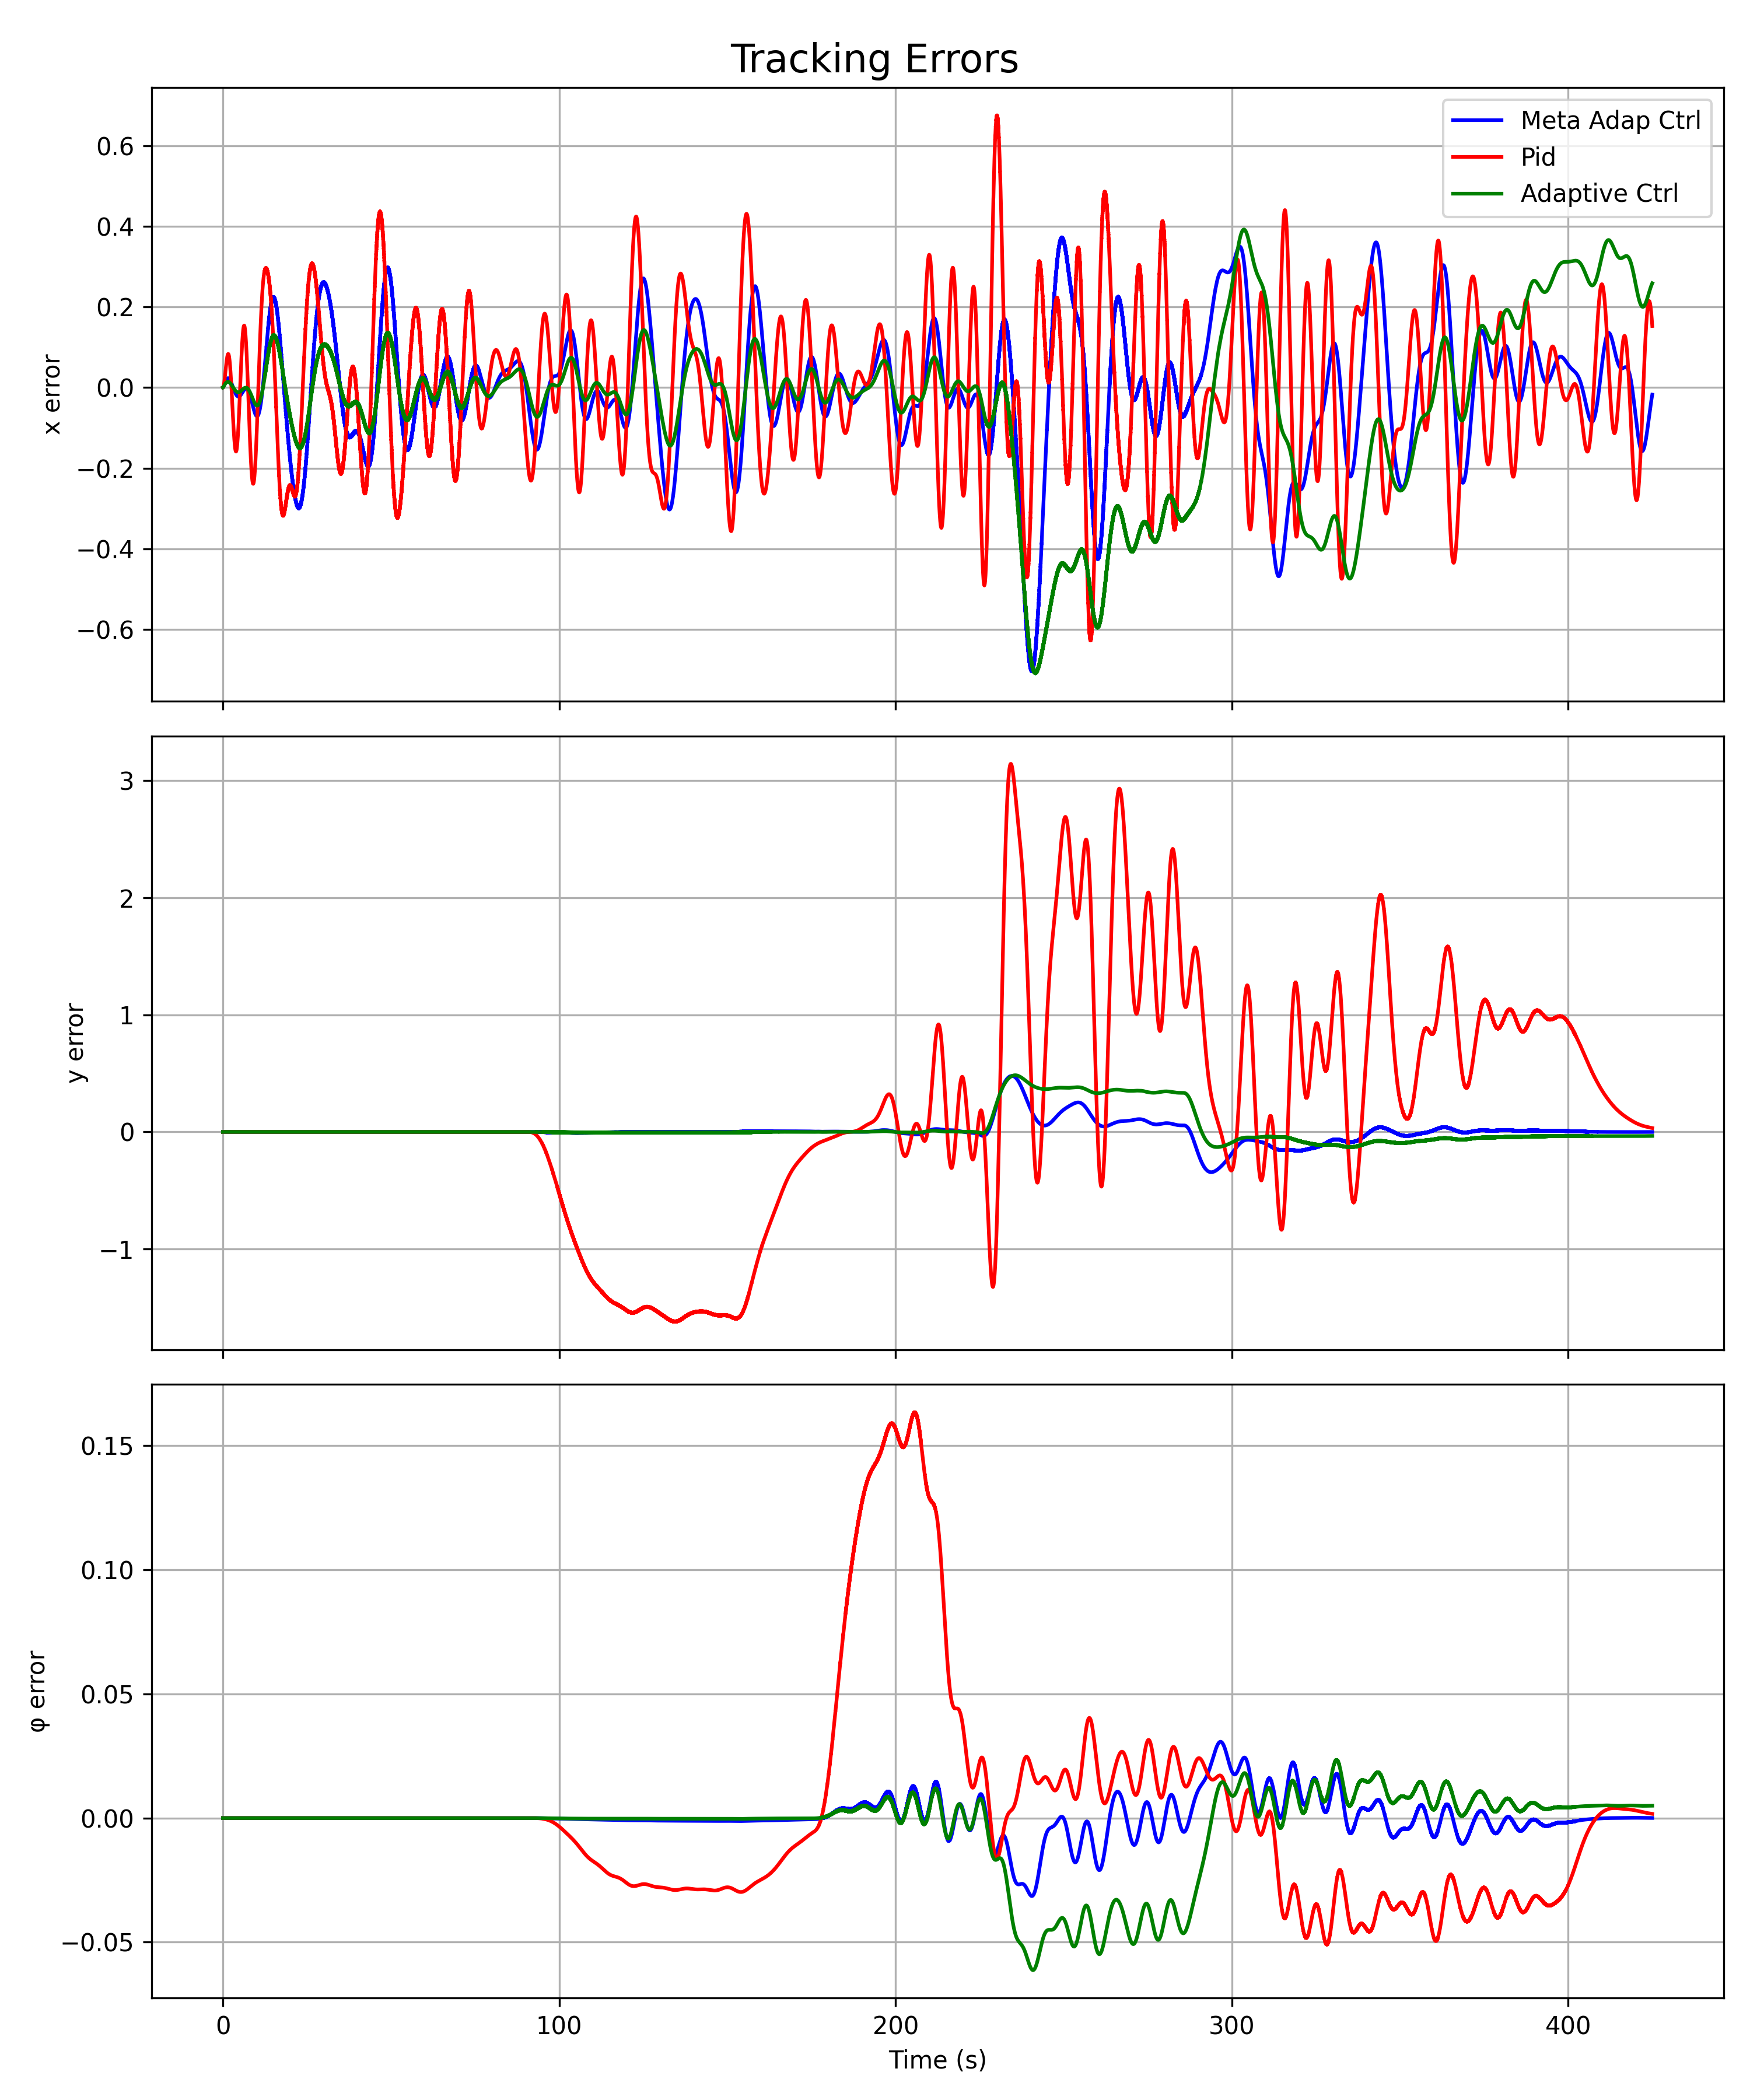 Tracking Errors
Meta Adap Ctrl
Pid
Adaptive Ctrl
x error
0.6
0.4
0.2
0.0
−0.2
−0.4
−0.6
y error
3
2
1
0
−1
φ error
0.15
0.10
0.05
0.00
−0.05
0 100 200 300 400
Time (s)